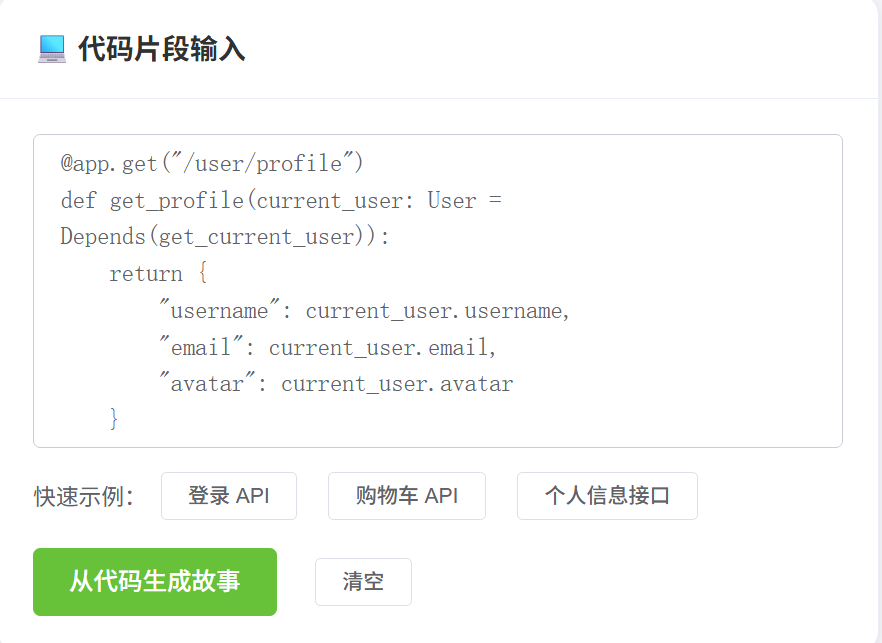 代码片段输入
@app.get("/user/profile")
def get_profile(current_user: User =
Depends(get_current_user)):
    return {
        "username": current_user.username,
        "email": current_user.email,
        "avatar": current_user.avatar
    }
快速示例： 登录 API 购物车 API 个人信息接口
从代码生成故事 清空